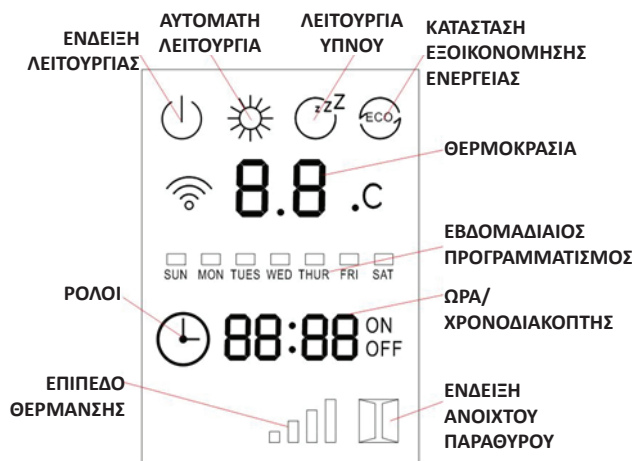 ΕΝΔΕΙΞΗ
ΛΕΙΤΟΥΡΓΙΑΣ
ΑΥΤΟΜΑΤΗ
ΛΕΙΤΟΥΡΓΙΑ
ΛΕΙΤΟΥΡΓΙΑ
ΥΠΝΟΥ
ΚΑΤΑΣΤΑΣΗ
ΕΞΟΙΚΟΝΟΜΗΣΗΣ
ΕΝΕΡΓΕΙΑΣ
zzZ
ECO
ΘΕΡΜΟΚΡΑΣΙΑ
8.8 .C
ΕΒΔΟΜΑΔΙΑΙΟΣ
ΠΡΟΓΡΑΜΜΑΤΙΣΜΟΣ
SUN MON TUES WED THUR FRI SAT
ΡΟΛΟΙ
ΩΡΑ/
ΧΡΟΝΟΔΙΑΚΟΠΤΗΣ
88:88 ON
OFF
ΕΠΙΠΕΔΟ
ΘΕΡΜΑΝΣΗΣ
ΕΝΔΕΙΞΗ
ΑΝΟΙΧΤΟΥ
ΠΑΡΑΘΥΡΟΥ